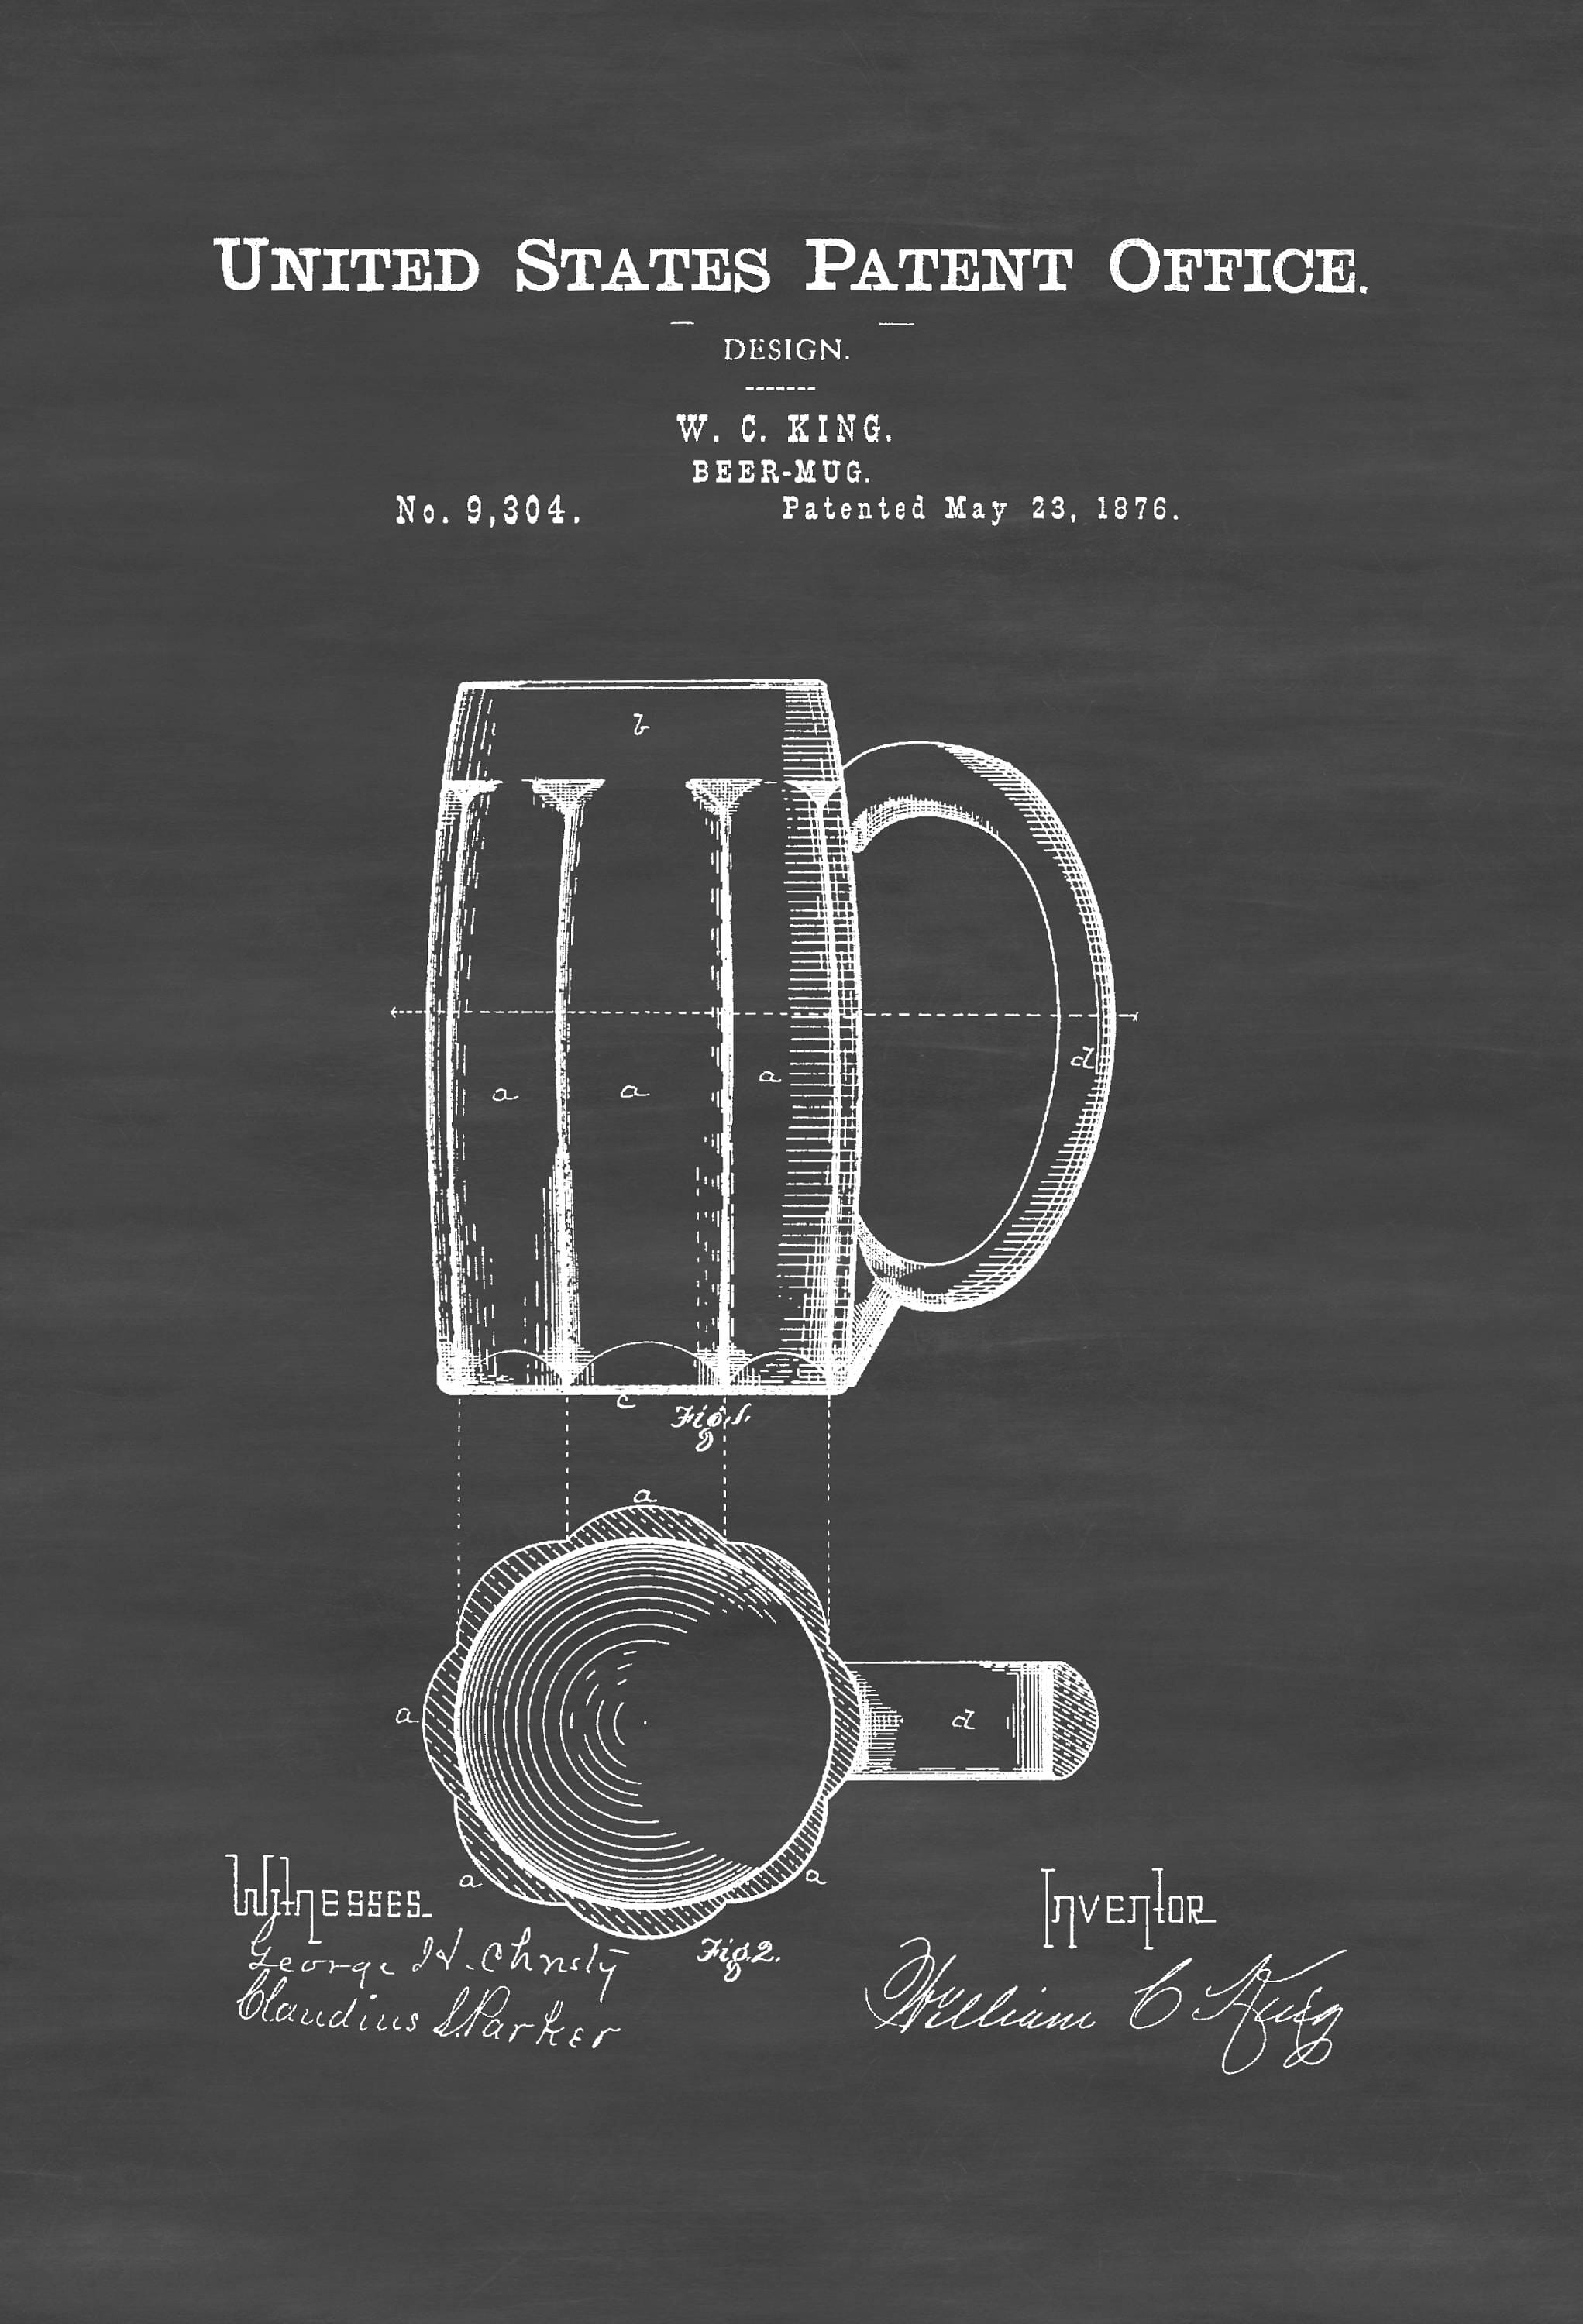 UNITED STATES PATENT OFFICE.
DESIGN.
W. C. KING.
BEER-MUG.
No. 9,304. Patented May 23, 1876.
b
a a a d
c
Fig. 1.
a
a d
a a
Fig. 2.
WITNESSES. INVENTOR
George H. Christy William C King
Claudius L. Parker